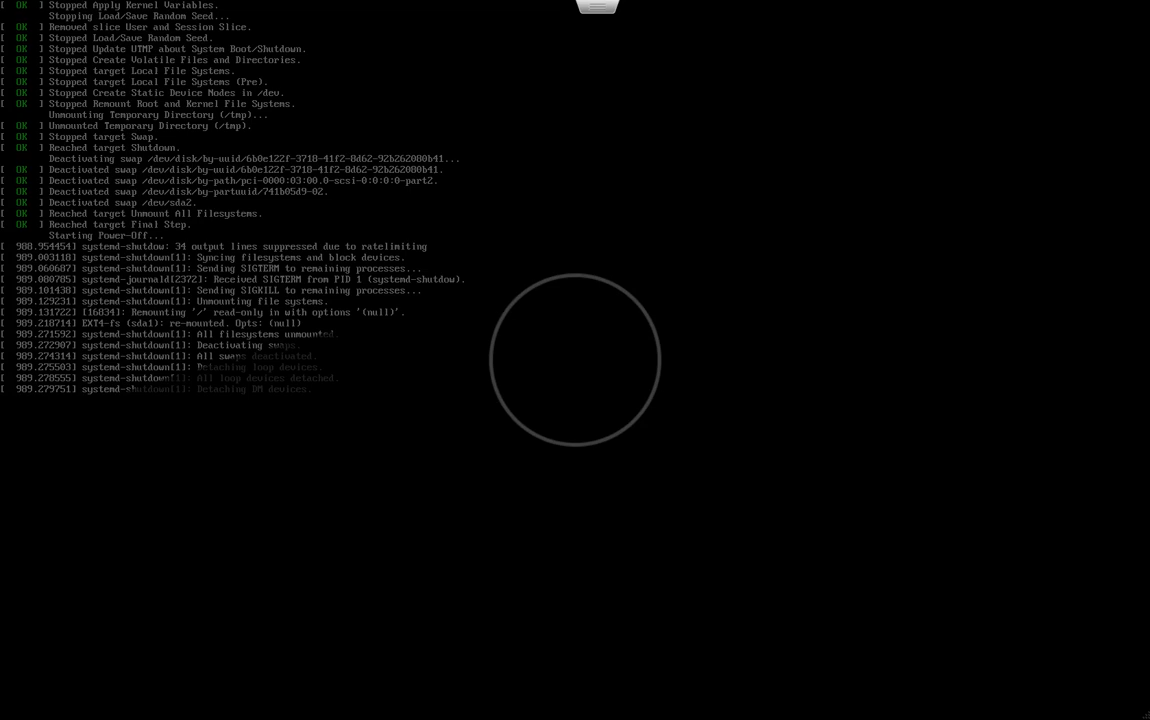 [  OK  ] Stopped Apply Kernel Variables.
Stopping Load/Save Random Seed...
[  OK  ] Removed slice User and Session Slice.
[  OK  ] Stopped Load/Save Random Seed.
[  OK  ] Stopped Update UTMP about System Boot/Shutdown.
[  OK  ] Stopped Create Volatile Files and Directories.
[  OK  ] Stopped target Local File Systems.
[  OK  ] Stopped target Local File Systems (Pre).
[  OK  ] Stopped Create Static Device Nodes in /dev.
[  OK  ] Stopped Remount Root and Kernel File Systems.
Unmounting Temporary Directory (/tmp)...
[  OK  ] Unmounted Temporary Directory (/tmp).
[  OK  ] Stopped target Swap.
[  OK  ] Reached target Shutdown.
Deactivating swap /dev/disk/by-uuid/6b0e122f-3718-41f2-8d62-92b262080b41...
[  OK  ] Deactivated swap /dev/disk/by-uuid/6b0e122f-3718-41f2-8d62-92b262080b41.
[  OK  ] Deactivated swap /dev/disk/by-path/pci-0000:03:00.0-scsi-0:0:0:0-part2.
[  OK  ] Deactivated swap /dev/disk/by-partuuid/741b05d9-02.
[  OK  ] Deactivated swap /dev/sda2.
[  OK  ] Reached target Unmount All Filesystems.
[  OK  ] Reached target Final Step.
Starting Power-Off...
[  988.954454] systemd-shutdow: 34 output lines suppressed due to ratelimiting
[  989.003118] systemd-shutdown[1]: Syncing filesystems and block devices.
[  989.060687] systemd-shutdown[1]: Sending SIGTERM to remaining processes...
[  989.080785] systemd-journald[2372]: Received SIGTERM from PID 1 (systemd-shutdow).
[  989.101438] systemd-shutdown[1]: Sending SIGKILL to remaining processes...
[  989.129231] systemd-shutdown[1]: Unmounting file systems.
[  989.131722] [16834]: Remounting '/' read-only in with options '(null)'.
[  989.218714] EXT4-fs (sda1): re-mounted. Opts: (null)
[  989.271592] systemd-shutdown[1]: All filesystems unmounted.
[  989.272907] systemd-shutdown[1]: Deactivating swaps.
[  989.274314] systemd-shutdown[1]: All swaps deactivated.
[  989.275503] systemd-shutdown[1]: Detaching loop devices.
[  989.278555] systemd-shutdown[1]: All loop devices detached.
[  989.279751] systemd-shutdown[1]: Detaching DM devices.